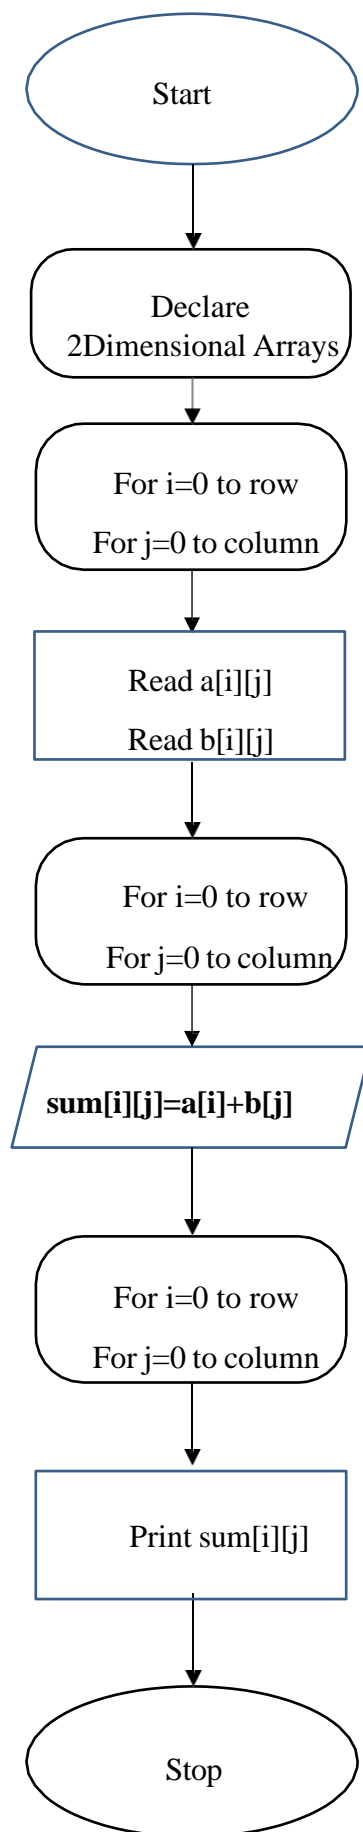 Start
Declare
2Dimensional Arrays
For i=0 to row
For j=0 to column
Read a[i][j]
Read b[i][j]
For i=0 to row
For j=0 to column
sum[i][j]=a[i]+b[j]
For i=0 to row
For j=0 to column
Print sum[i][j]
Stop